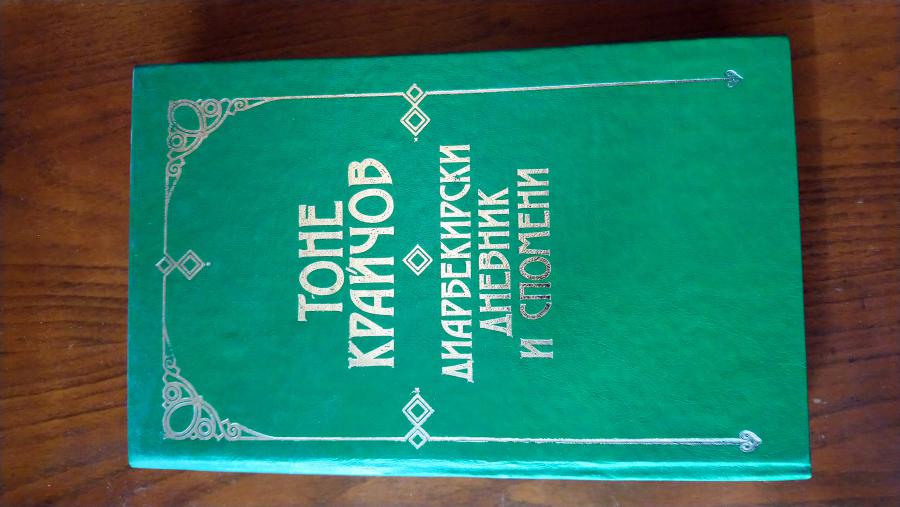 ТОНЕ
КРАЙЧОВ
ДИАРБЕКИРСКИ
ДНЕВНИК
И СПОМЕНИ